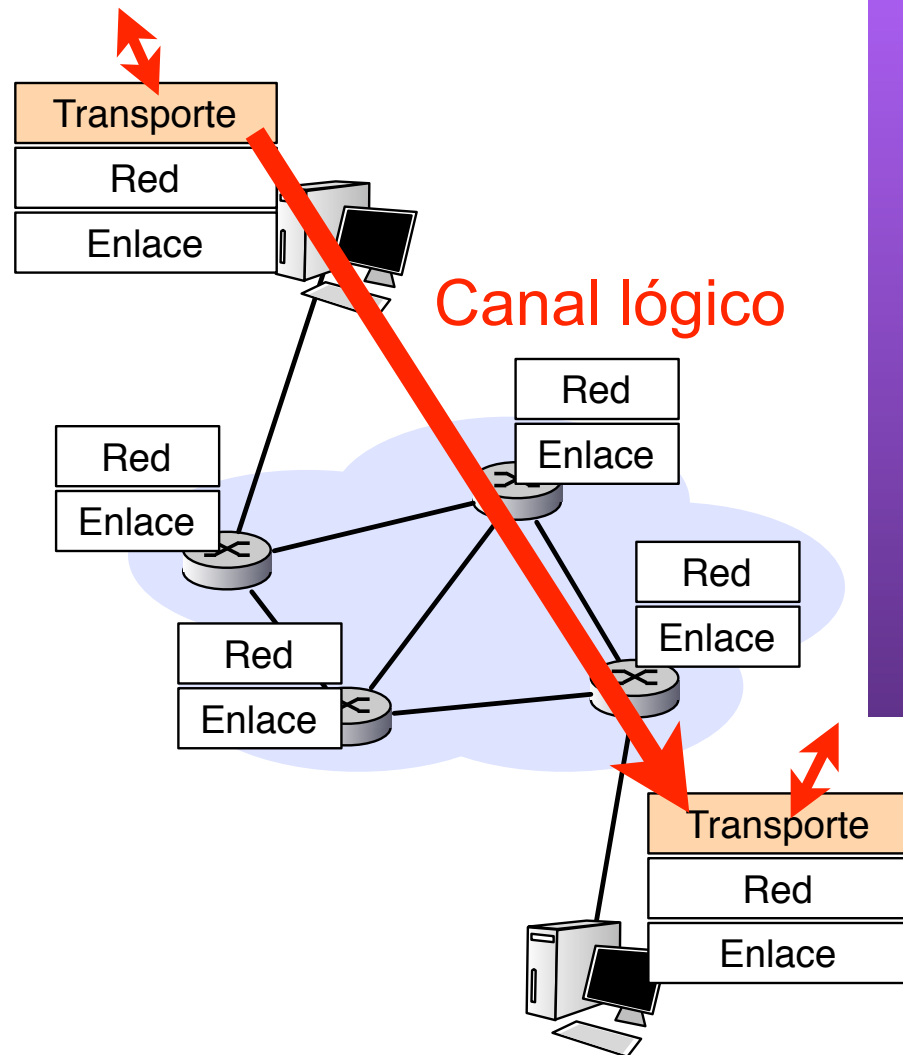 Transporte
Red
Enlace
Canal lógico
Red
Enlace
Red
Enlace
Red
Enlace
Red
Enlace
Transporte
Red
Enlace